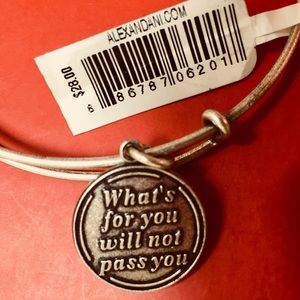 ALEXANDANI.COM
$28.00
8 86787 06201
What's
for you
will not
pass you